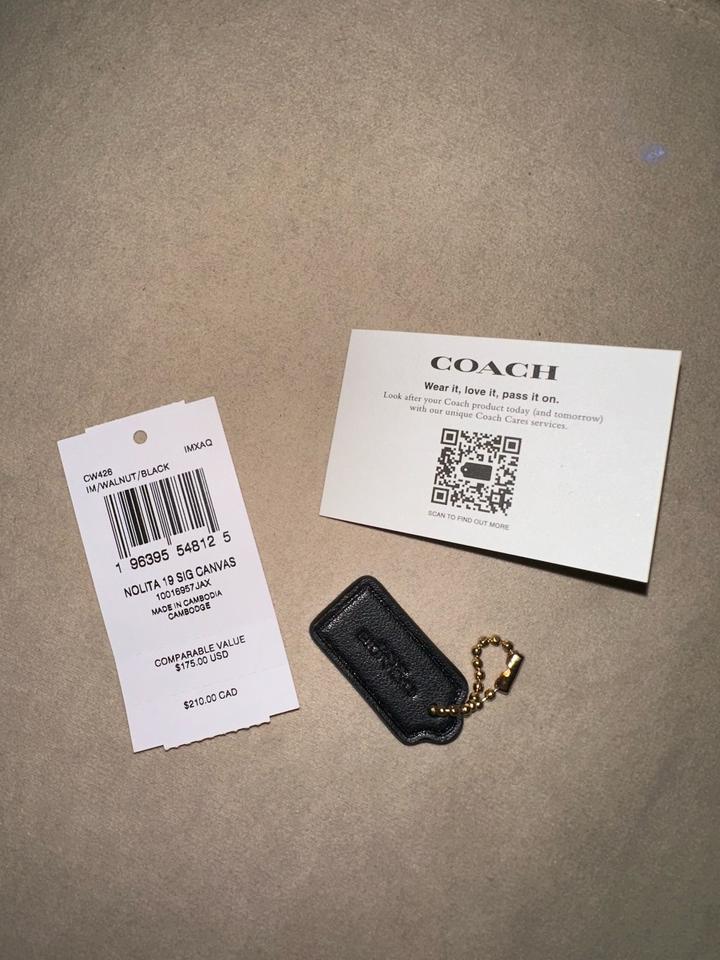 COACH
Wear it, love it, pass it on.
Look after your Coach product today (and tomorrow)
with our unique Coach Cares services.
SCAN TO FIND OUT MORE
CW426 IMXAQ
IM/WALNUT/BLACK
1 96395 54812 5
NOLITA 19 SIG CANVAS
10016957JAX
MADE IN CAMBODIA
CAMBODGE
COMPARABLE VALUE
$175.00 USD
$210.00 CAD